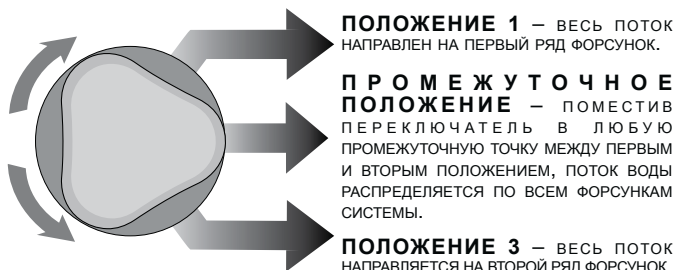 ПОЛОЖЕНИЕ 1 – ВЕСЬ ПОТОК
НАПРАВЛЕН НА ПЕРВЫЙ РЯД ФОРСУНОК.
ПРОМЕЖУТОЧНОЕ
ПОЛОЖЕНИЕ – ПОМЕСТИВ
ПЕРЕКЛЮЧАТЕЛЬ В ЛЮБУЮ
ПРОМЕЖУТОЧНУЮ ТОЧКУ МЕЖДУ ПЕРВЫМ
И ВТОРЫМ ПОЛОЖЕНИЕМ, ПОТОК ВОДЫ
РАСПРЕДЕЛЯЕТСЯ ПО ВСЕМ ФОРСУНКАМ
СИСТЕМЫ.
ПОЛОЖЕНИЕ 3 – ВЕСЬ ПОТОК
НАПРАВЛЯЕТСЯ НА ВТОРОЙ РЯД ФОРСУНОК.